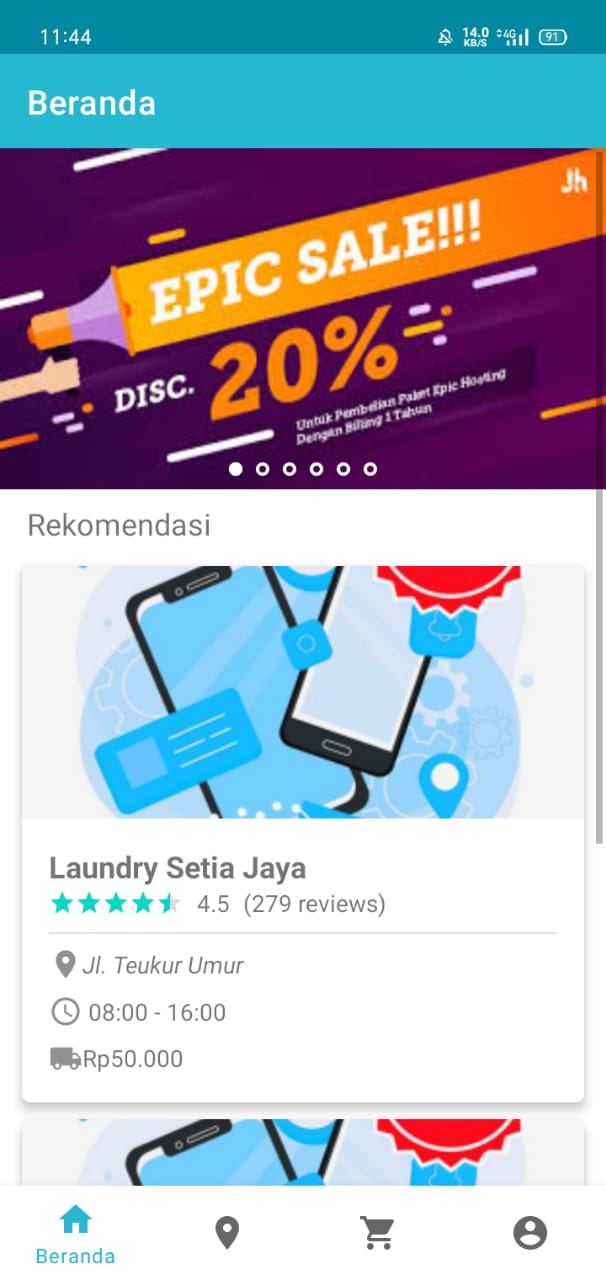 11:44
14.0
KB/S
4G
91
Beranda
Jh
EPIC SALE!!!
DISC. 20%
Untuk Pembelian Paket Epic Hosting
Dengan Billing 1 Tahun
Rekomendasi
Laundry Setia Jaya
4.5 (279 reviews)
Jl. Teukur Umur
08:00 - 16:00
Rp50.000
Beranda